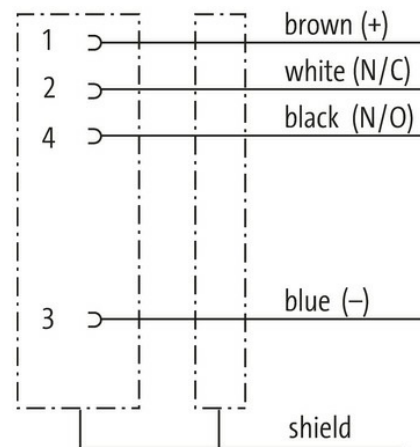 1 brown (+)
2 white (N/C)
4 black (N/O)
3 blue (–)
shield